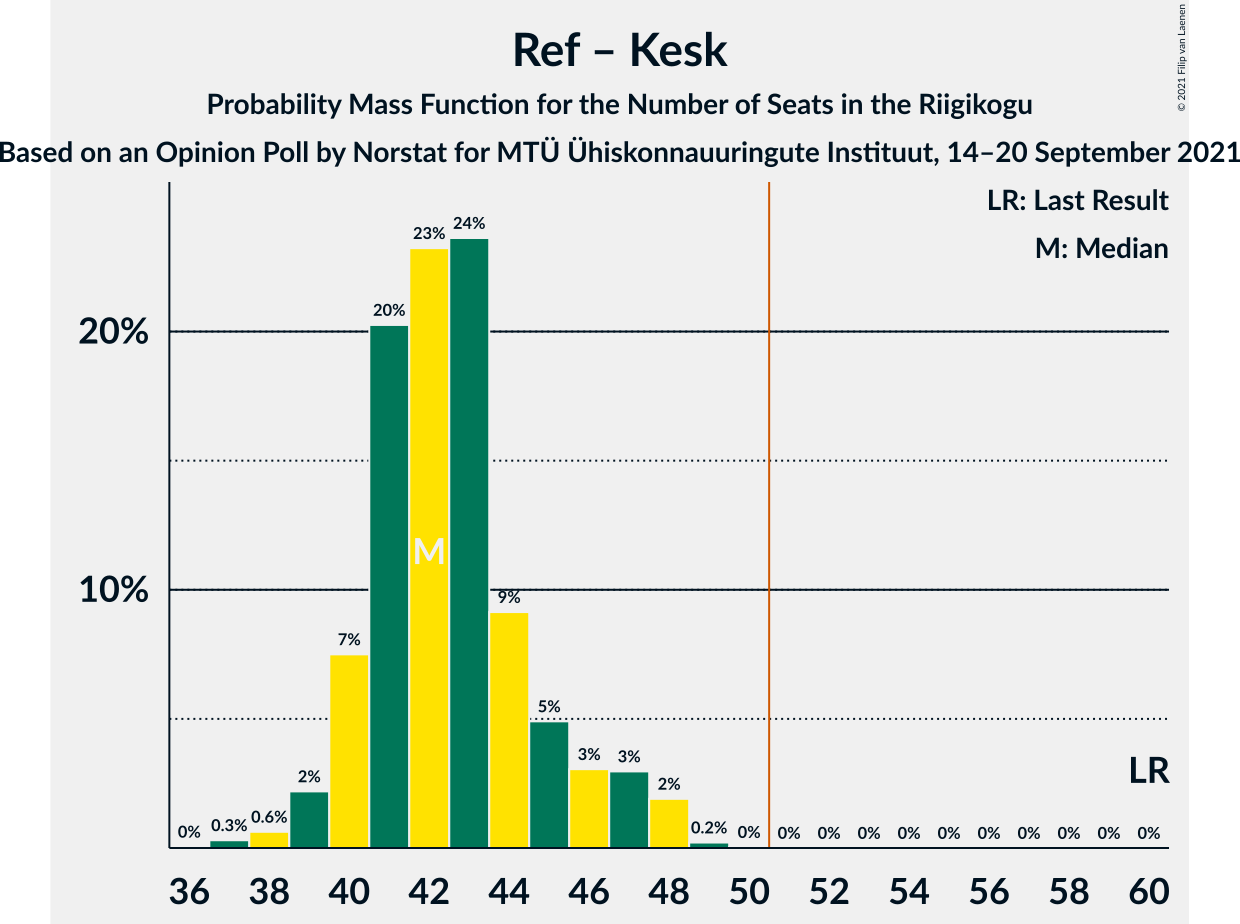 Ref – Kesk
Probability Mass Function for the Number of Seats in the Riigikogu
Based on an Opinion Poll by Norstat for MTÜ Ühiskonnauuringute Instituut, 14–20 September 2021
© 2021 Filip van Laenen
LR: Last Result
M: Median
24%
23%
20%
20%
M
10%
9%
7%
5%
3% 3%
LR
2% 2%
0% 0.3% 0.6% 0.2% 0% 0% 0% 0% 0% 0% 0% 0% 0% 0% 0%
36 38 40 42 44 46 48 50 52 54 56 58 60